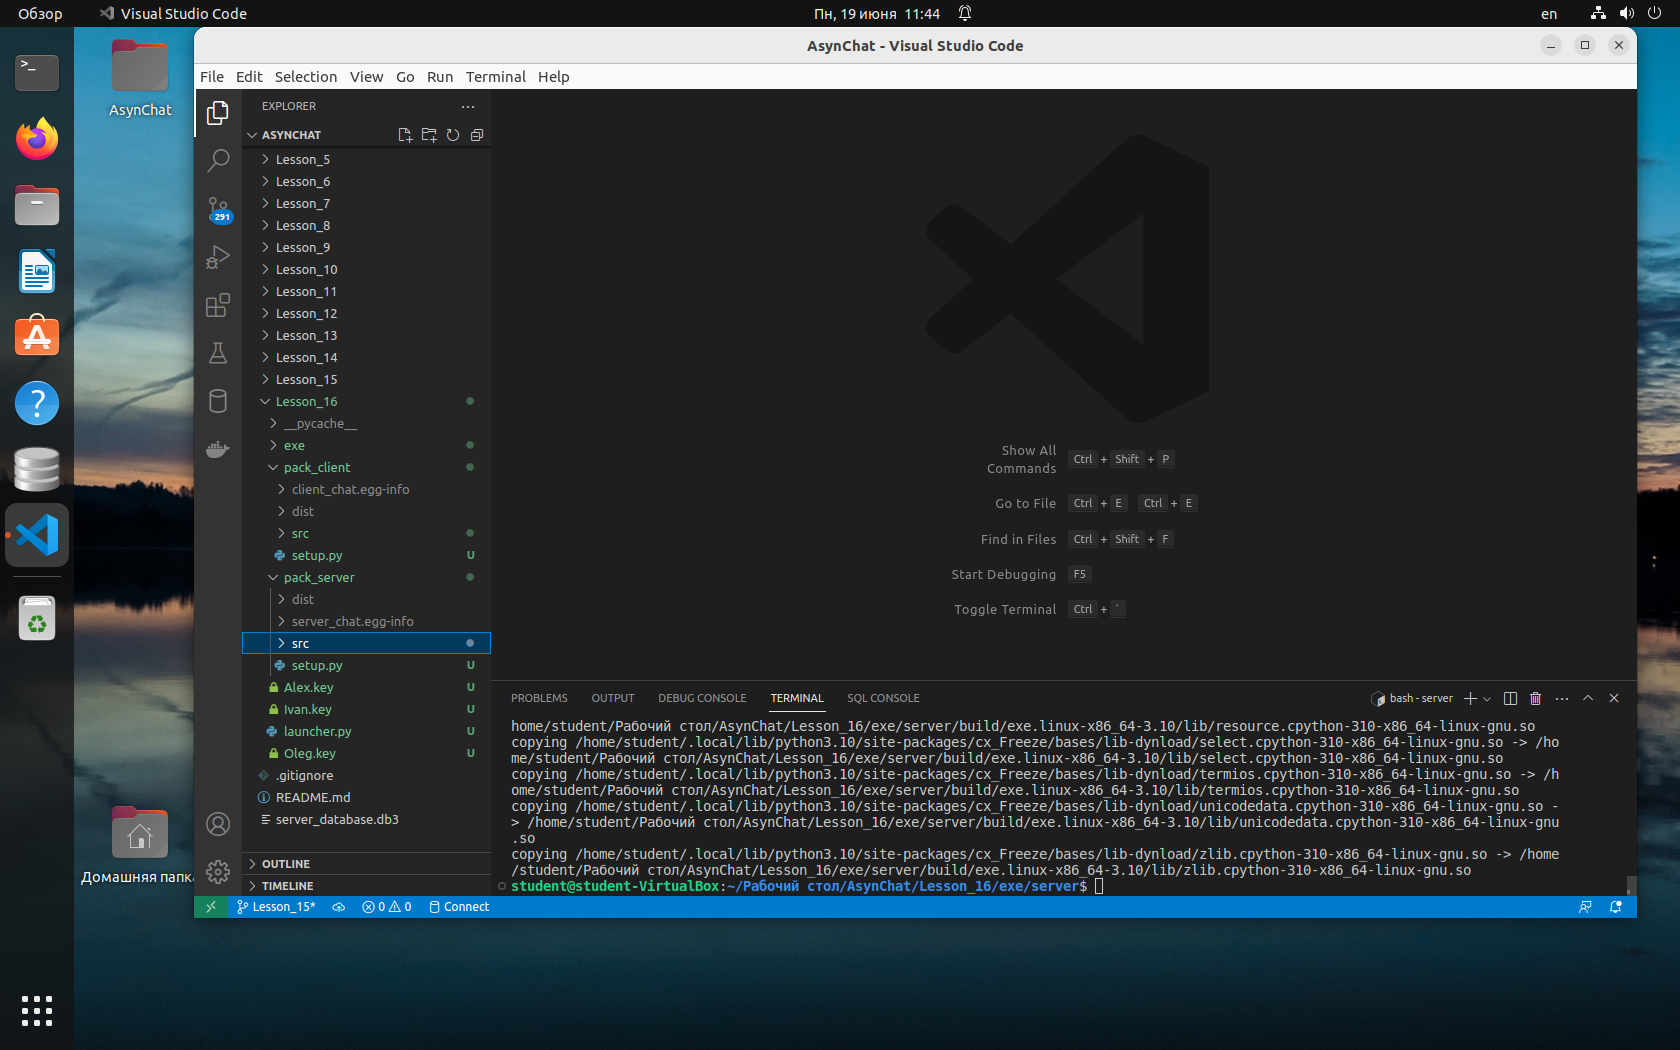 Обзор
Visual Studio Code
Пн, 19 июня 11:44
en
AsynChat
Домашняя папка
AsynChat - Visual Studio Code
File Edit Selection View Go Run Terminal Help
EXPLORER
ASYNCHAT
Lesson_5
Lesson_6
Lesson_7
Lesson_8
291
Lesson_9
Lesson_10
Lesson_11
Lesson_12
Lesson_13
Lesson_14
Lesson_15
Lesson_16
__pycache__
exe
pack_client
client_chat.egg-info
dist
src
setup.py U
pack_server
dist
server_chat.egg-info
src
setup.py U
Alex.key U
Ivan.key U
launcher.py U
Oleg.key U
.gitignore
README.md
server_database.db3
OUTLINE
TIMELINE
Show All Commands Ctrl + Shift + P
Go to File Ctrl + E Ctrl + E
Find in Files Ctrl + Shift + F
Start Debugging F5
Toggle Terminal Ctrl + `
PROBLEMS OUTPUT DEBUG CONSOLE TERMINAL SQL CONSOLE
bash - server
home/student/Рабочий стол/AsynChat/Lesson_16/exe/server/build/exe.linux-x86_64-3.10/lib/resource.cpython-310-x86_64-linux-gnu.so
copying /home/student/.local/lib/python3.10/site-packages/cx_Freeze/bases/lib-dynload/select.cpython-310-x86_64-linux-gnu.so -> /ho
me/student/Рабочий стол/AsynChat/Lesson_16/exe/server/build/exe.linux-x86_64-3.10/lib/select.cpython-310-x86_64-linux-gnu.so
copying /home/student/.local/lib/python3.10/site-packages/cx_Freeze/bases/lib-dynload/termios.cpython-310-x86_64-linux-gnu.so -> /h
ome/student/Рабочий стол/AsynChat/Lesson_16/exe/server/build/exe.linux-x86_64-3.10/lib/termios.cpython-310-x86_64-linux-gnu.so
copying /home/student/.local/lib/python3.10/site-packages/cx_Freeze/bases/lib-dynload/unicodedata.cpython-310-x86_64-linux-gnu.so -
> /home/student/Рабочий стол/AsynChat/Lesson_16/exe/server/build/exe.linux-x86_64-3.10/lib/unicodedata.cpython-310-x86_64-linux-gnu
.so
copying /home/student/.local/lib/python3.10/site-packages/cx_Freeze/bases/lib-dynload/zlib.cpython-310-x86_64-linux-gnu.so -> /home
/student/Рабочий стол/AsynChat/Lesson_16/exe/server/build/exe.linux-x86_64-3.10/lib/zlib.cpython-310-x86_64-linux-gnu.so
student@student-VirtualBox:~/Рабочий стол/AsynChat/Lesson_16/exe/server$
Lesson_15* 0 0 Connect